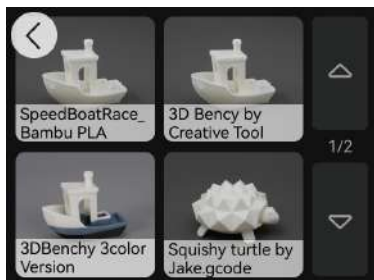 SpeedBoatRace_
Bambu PLA
3D Bency by
Creative Tool
1/2
3DBenchy 3color
Version
Squishy turtle by
Jake.gcode